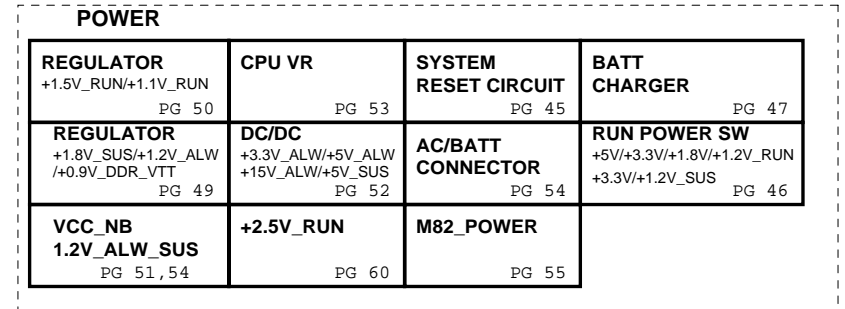 POWER
REGULATOR
+1.5V_RUN/+1.1V_RUN
PG 50
CPU VR
PG 53
SYSTEM
RESET CIRCUIT
PG 45
BATT
CHARGER
PG 47
REGULATOR
+1.8V_SUS/+1.2V_ALW
/+0.9V_DDR_VTT
PG 49
DC/DC
+3.3V_ALW/+5V_ALW
+15V_ALW/+5V_SUS
PG 52
AC/BATT
CONNECTOR
PG 54
RUN POWER SW
+5V/+3.3V/+1.8V/+1.2V_RUN
+3.3V/+1.2V_SUS
PG 46
VCC_NB
1.2V_ALW_SUS
PG 51,54
+2.5V_RUN
PG 60
M82_POWER
PG 55